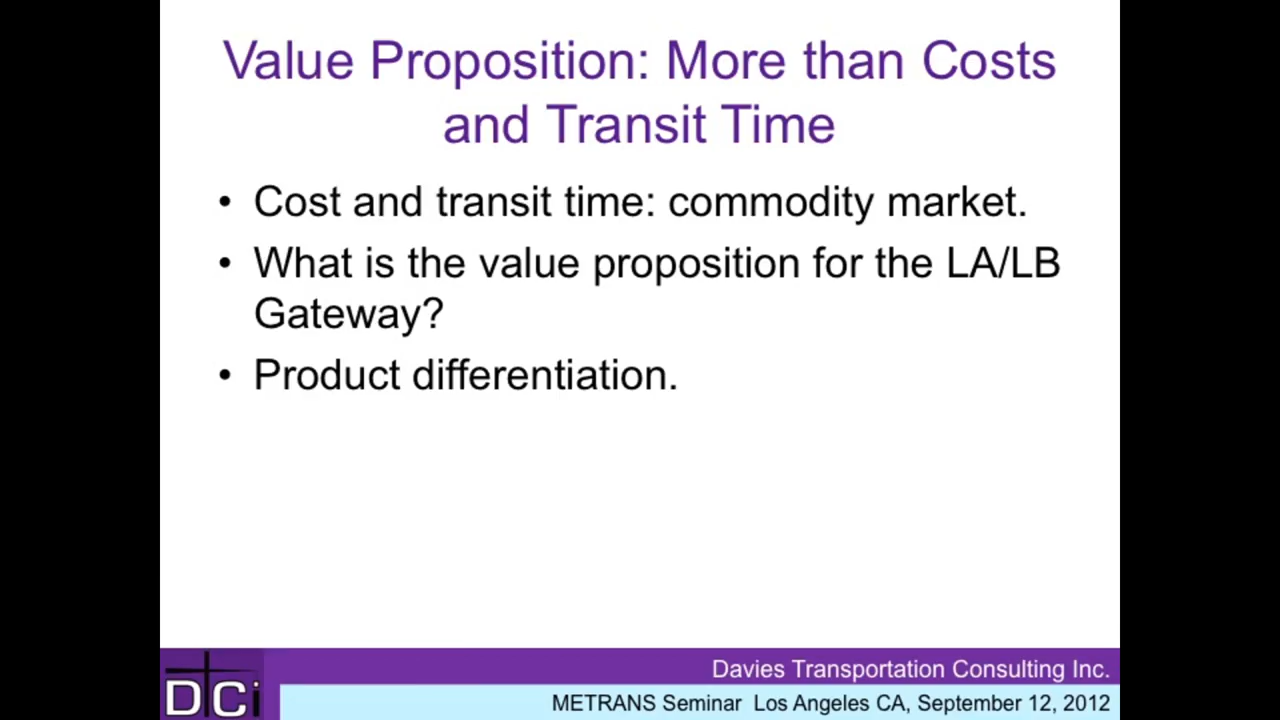 Value Proposition: More than Costs
and Transit Time
• Cost and transit time: commodity market.
• What is the value proposition for the LA/LB
Gateway?
• Product differentiation.
Davies Transportation Consulting Inc.
DTCi
METRANS Seminar  Los Angeles CA, September 12, 2012